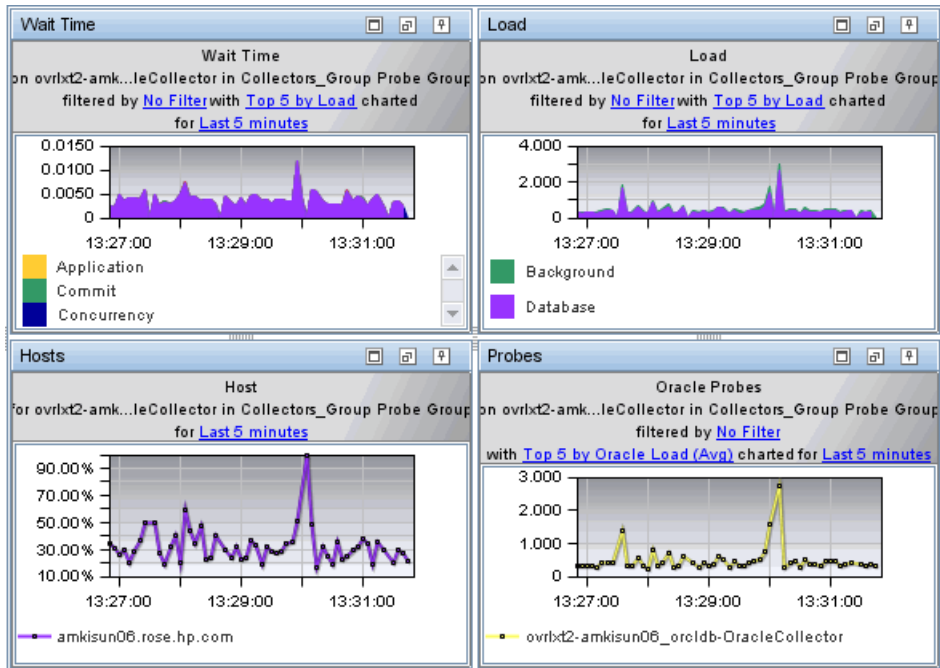 Wait Time
Wait Time
on ovrlxt2-amk...leCollector in Collectors_Group Probe Group
filtered by No Filter with Top 5 by Load charted
for Last 5 minutes
0.0150
0.0100
0.0050
0
13:27:00 13:29:00 13:31:00
Application
Commit
Concurrency
Load
Load
on ovrlxt2-amk...leCollector in Collectors_Group Probe Group
filtered by No Filter with Top 5 by Load charted
for Last 5 minutes
4.000
2.000
0
13:27:00 13:29:00 13:31:00
Background
Database
Hosts
Host
for ovrlxt2-amk...leCollector in Collectors_Group Probe Group
for Last 5 minutes
90.00%
70.00%
50.00%
30.00%
10.00%
13:27:00 13:29:00 13:31:00
amkisun06.rose.hp.com
Probes
Oracle Probes
on ovrlxt2-amk...leCollector in Collectors_Group Probe Group
filtered by No Filter
with Top 5 by Oracle Load (Avg) charted for Last 5 minutes
3.000
2.000
1.000
0
13:27:00 13:29:00 13:31:00
ovrlxt2-amkisun06_orcldb-OracleCollector